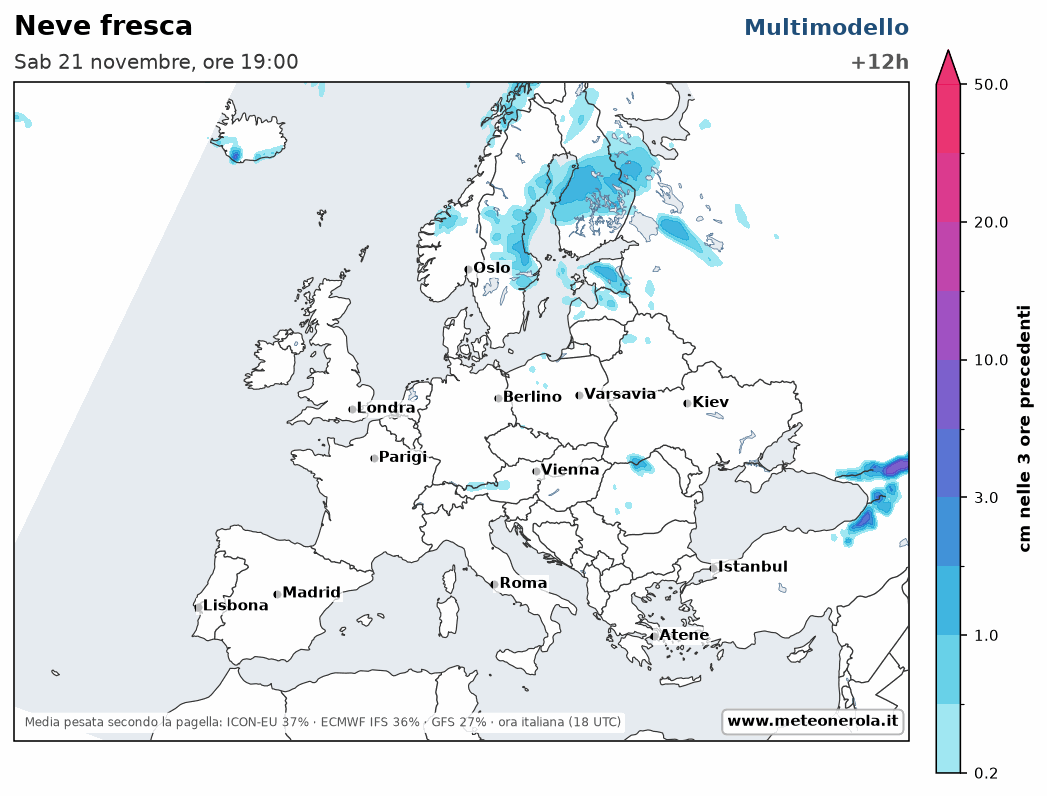 Neve fresca
Multimodello
Sab 21 novembre, ore 19:00
+12h
50.0
20.0
10.0
3.0
1.0
0.2
cm nelle 3 ore precedenti
Oslo
Londra
Berlino
Varsavia
Kiev
Parigi
Vienna
Istanbul
Roma
Madrid
Lisbona
Atene
Media pesata secondo la pagella: ICON-EU 37% · ECMWF IFS 36% · GFS 27% · ora italiana (18 UTC)
www.meteonerola.it